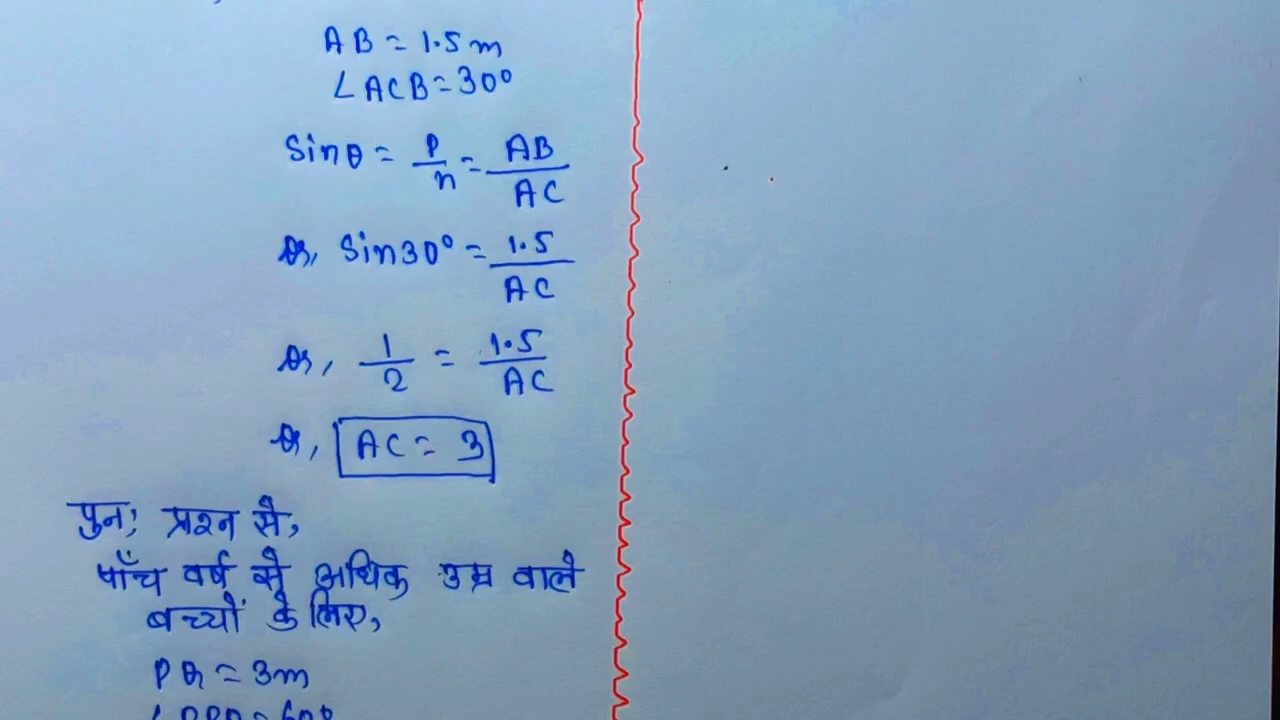 AB = 1.5 m
∠ACB = 30°
Sinθ = P/h = AB/AC
या, Sin30° = 1.5/AC
या, 1/2 = 1.5/AC
या, AC = 3
पुनः प्रश्न से,
पाँच वर्ष से अधिक उम्र वाले
बच्चों के लिए,
PQ = 3m